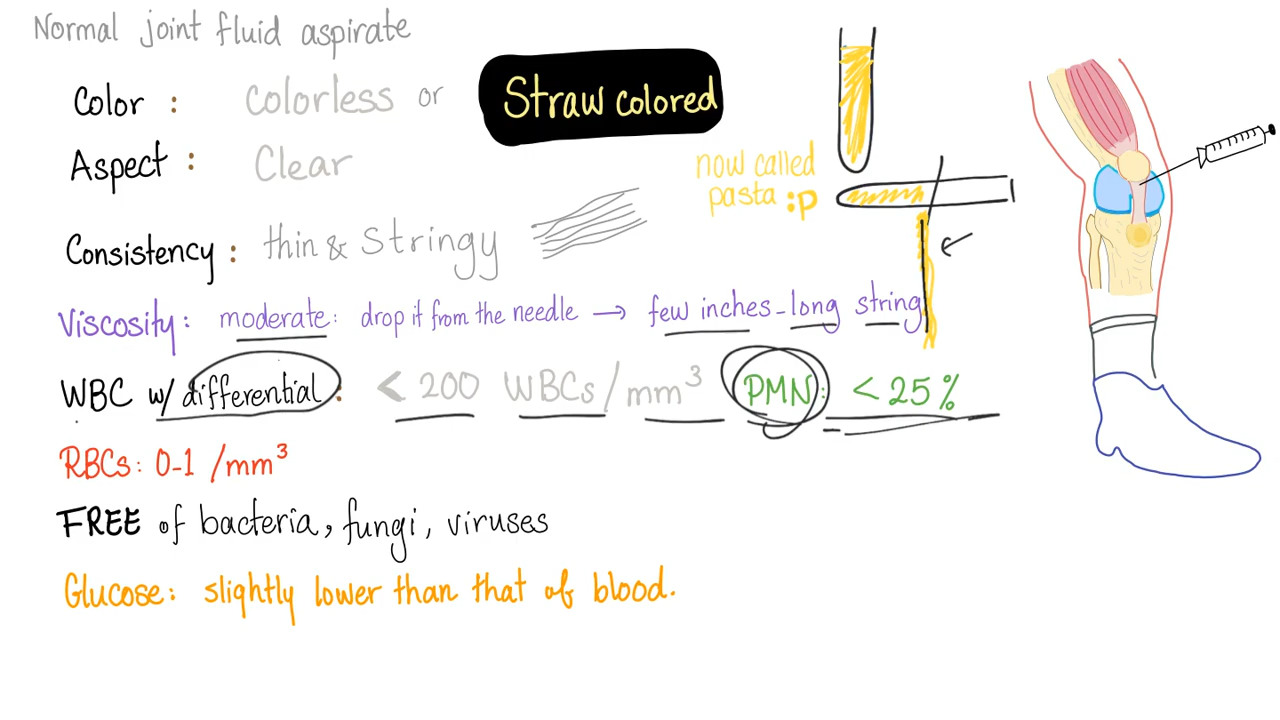 Normal joint fluid aspirate
Color : Colorless or Straw colored
Aspect : Clear
now called
pasta :p
Consistency : thin & Stringy
Viscosity: moderate: drop it from the needle → few inches-long string
WBC w/ differential : < 200 WBCs/mm³ PMN: < 25%
RBCs: 0-1 /mm³
FREE of bacteria, fungi, viruses
Glucose: slightly lower than that of blood.